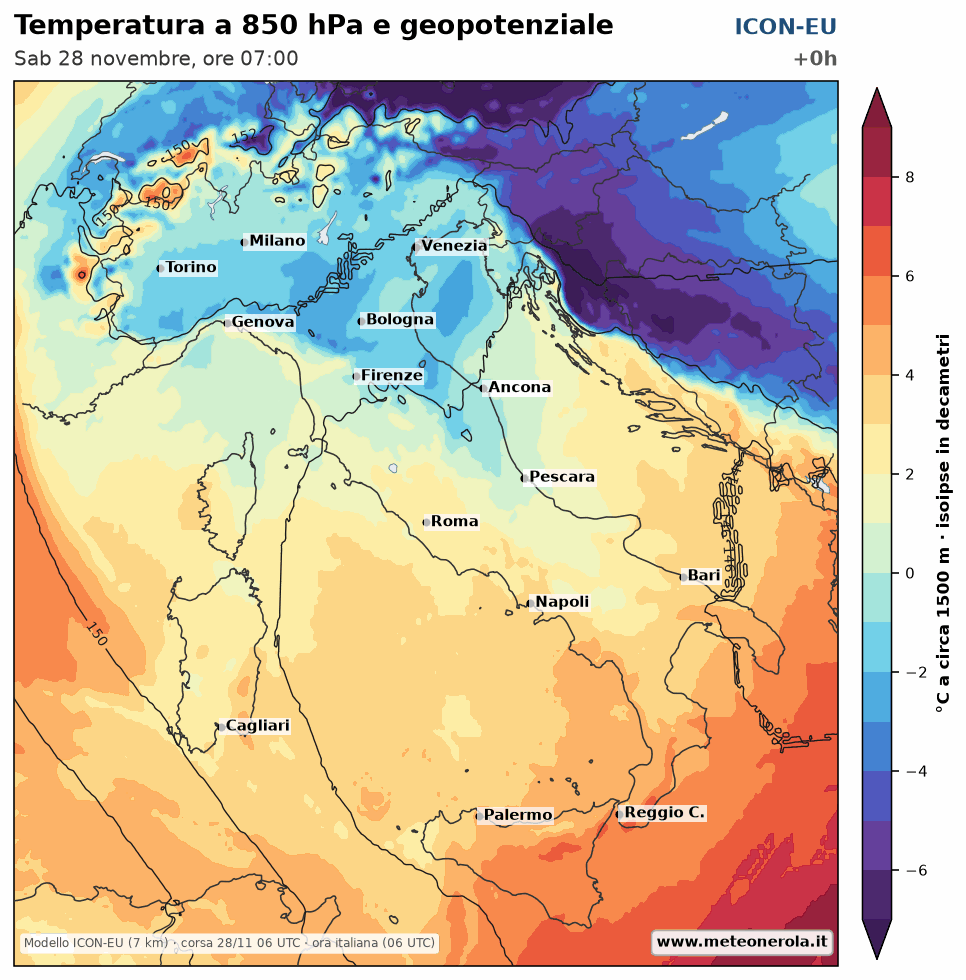 Temperatura a 850 hPa e geopotenziale
ICON-EU
Sab 28 novembre, ore 07:00
+0h
152
150
150
150
Milano
Venezia
Torino
Genova
Bologna
Firenze
Ancona
Pescara
Roma
146
Bari
Napoli
150
Cagliari
Palermo
Reggio C.
Modello ICON-EU (7 km) · corsa 28/11 06 UTC · ora italiana (06 UTC)
www.meteonerola.it
8
6
4
2
0
−2
−4
−6
°C a circa 1500 m · isoipse in decametri